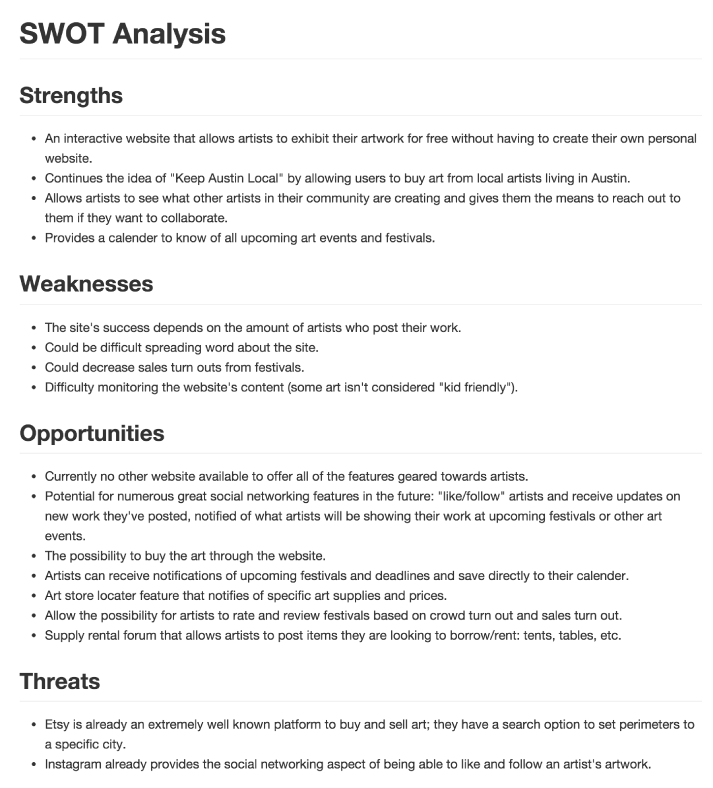 SWOT Analysis
Strengths
• An interactive website that allows artists to exhibit their artwork for free without having to create their own personal
website.
• Continues the idea of "Keep Austin Local" by allowing users to buy art from local artists living in Austin.
• Allows artists to see what other artists in their community are creating and gives them the means to reach out to
them if they want to collaborate.
• Provides a calender to know of all upcoming art events and festivals.
Weaknesses
• The site's success depends on the amount of artists who post their work.
• Could be difficult spreading word about the site.
• Could decrease sales turn outs from festivals.
• Difficulty monitoring the website's content (some art isn't considered "kid friendly").
Opportunities
• Currently no other website available to offer all of the features geared towards artists.
• Potential for numerous great social networking features in the future: "like/follow" artists and receive updates on
new work they've posted, notified of what artists will be showing their work at upcoming festivals or other art
events.
• The possibility to buy the art through the website.
• Artists can receive notifications of upcoming festivals and deadlines and save directly to their calender.
• Art store locater feature that notifies of specific art supplies and prices.
• Allow the possibility for artists to rate and review festivals based on crowd turn out and sales turn out.
• Supply rental forum that allows artists to post items they are looking to borrow/rent: tents, tables, etc.
Threats
• Etsy is already an extremely well known platform to buy and sell art; they have a search option to set perimeters to
a specific city.
• Instagram already provides the social networking aspect of being able to like and follow an artist's artwork.